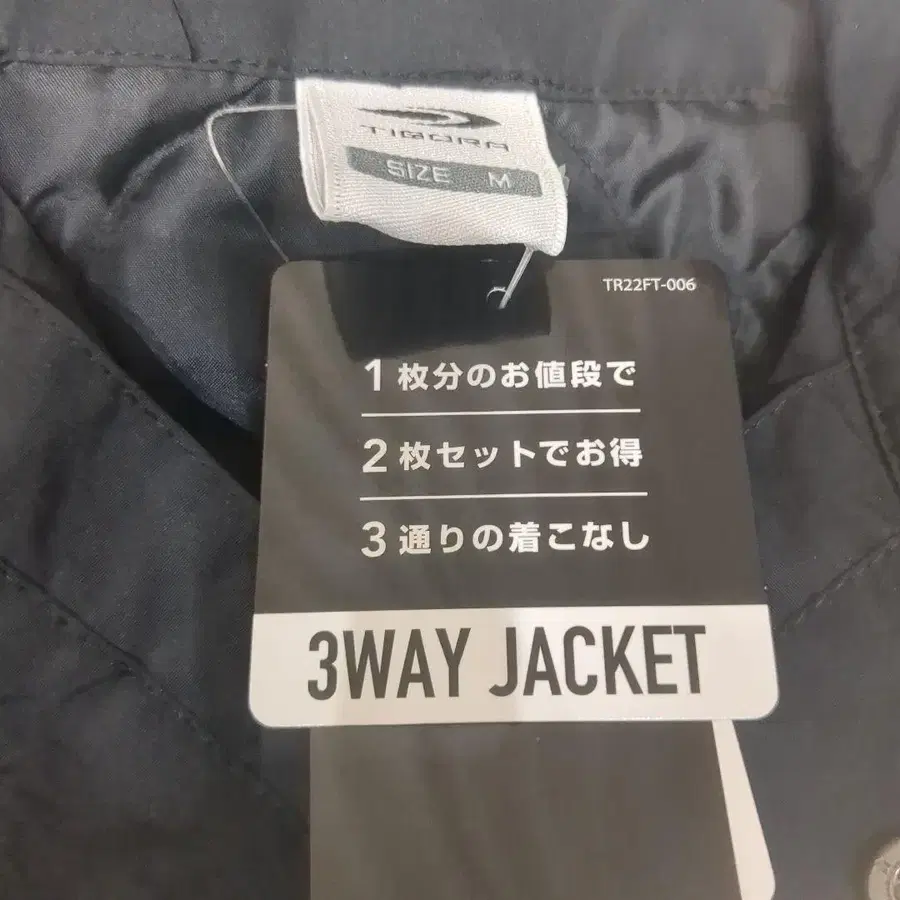 TIGORA
SIZE M
TR22FT-006
1枚分のお値段で
2枚セットでお得
3通りの着こなし
3WAY JACKET